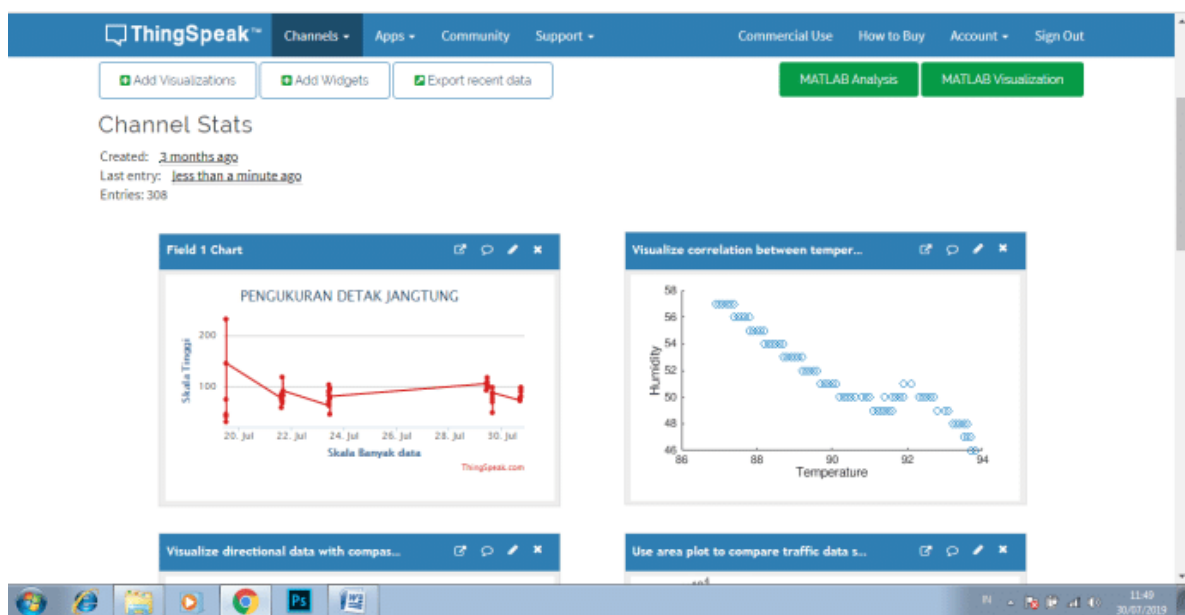 ThingSpeak™ Channels Apps Community Support Commercial Use How to Buy Account Sign Out
Add Visualizations Add Widgets Export recent data MATLAB Analysis MATLAB Visualization
Channel Stats
Created: 3 months ago
Last entry: less than a minute ago
Entries: 308
Field 1 Chart
PENGUKURAN DETAK JANGTUNG
Skala Tinggi
200
100
20. Jul 22. Jul 24. Jul 26. Jul 28. Jul 30. Jul
Skala Banyak data
ThingSpeak.com
Visualize correlation between temper...
58
56
54
52
50
48
46
Humidity
86 88 90 92 94
Temperature
Visualize directional data with compas...
Use area plot to compare traffic data s...
Ps
IN 11:49
30/07/2019